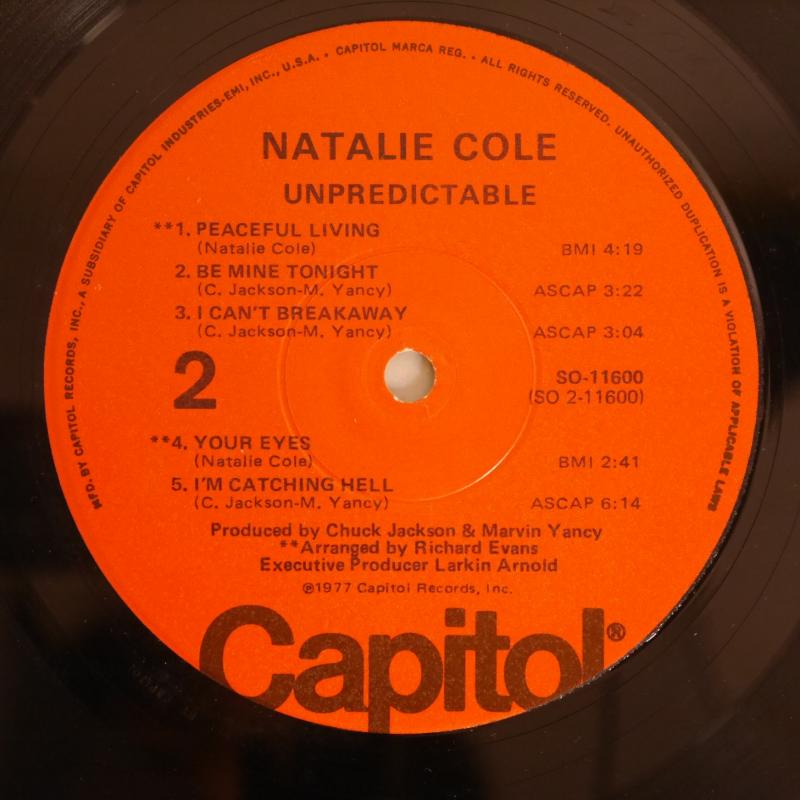 MFD. BY CAPITOL RECORDS, INC., A SUBSIDIARY OF CAPITOL INDUSTRIES-EMI, INC., U.S.A. • CAPITOL MARCA REG. • ALL RIGHTS RESERVED. UNAUTHORIZED DUPLICATION IS A VIOLATION OF APPLICABLE LAWS
NATALIE COLE
UNPREDICTABLE
**1. PEACEFUL LIVING
(Natalie Cole) BMI 4:19
2. BE MINE TONIGHT
(C. Jackson-M. Yancy) ASCAP 3:22
3. I CAN'T BREAKAWAY
(C. Jackson-M. Yancy) ASCAP 3:04
2 SO-11600
(SO 2-11600)
**4. YOUR EYES
(Natalie Cole) BMI 2:41
5. I'M CATCHING HELL
(C. Jackson-M. Yancy) ASCAP 6:14
Produced by Chuck Jackson & Marvin Yancy
**Arranged by Richard Evans
Executive Producer Larkin Arnold
℗1977 Capitol Records, Inc.
Capitol®